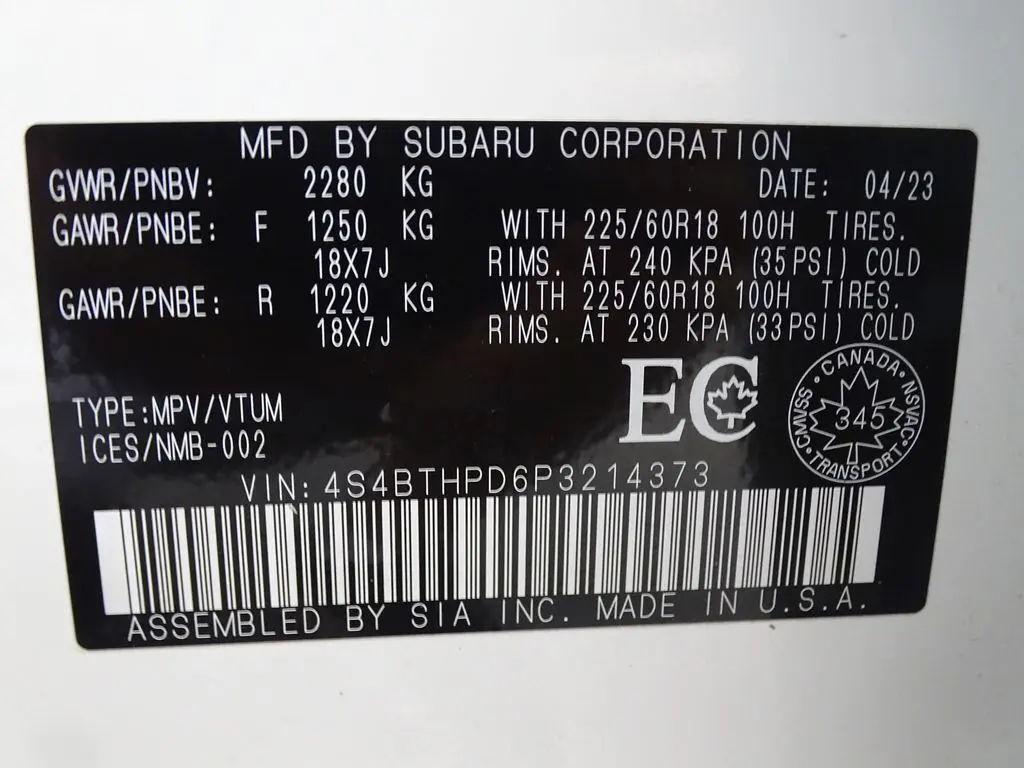 MFD BY SUBARU CORPORATION
GVWR/PNBV: 2280 KG DATE: 04/23
GAWR/PNBE: F 1250 KG WITH 225/60R18 100H TIRES.
18X7J RIMS. AT 240 KPA (35PSI) COLD
GAWR/PNBE: R 1220 KG WITH 225/60R18 100H TIRES.
18X7J RIMS. AT 230 KPA (33PSI) COLD
EC
CANADA · NSVAC · TRANSPORT · CMVSS ·
345
TYPE:MPV/VTUM
ICES/NMB-002
VIN: 4S4BTHPD6P3214373
ASSEMBLED BY SIA INC. MADE IN U.S.A.